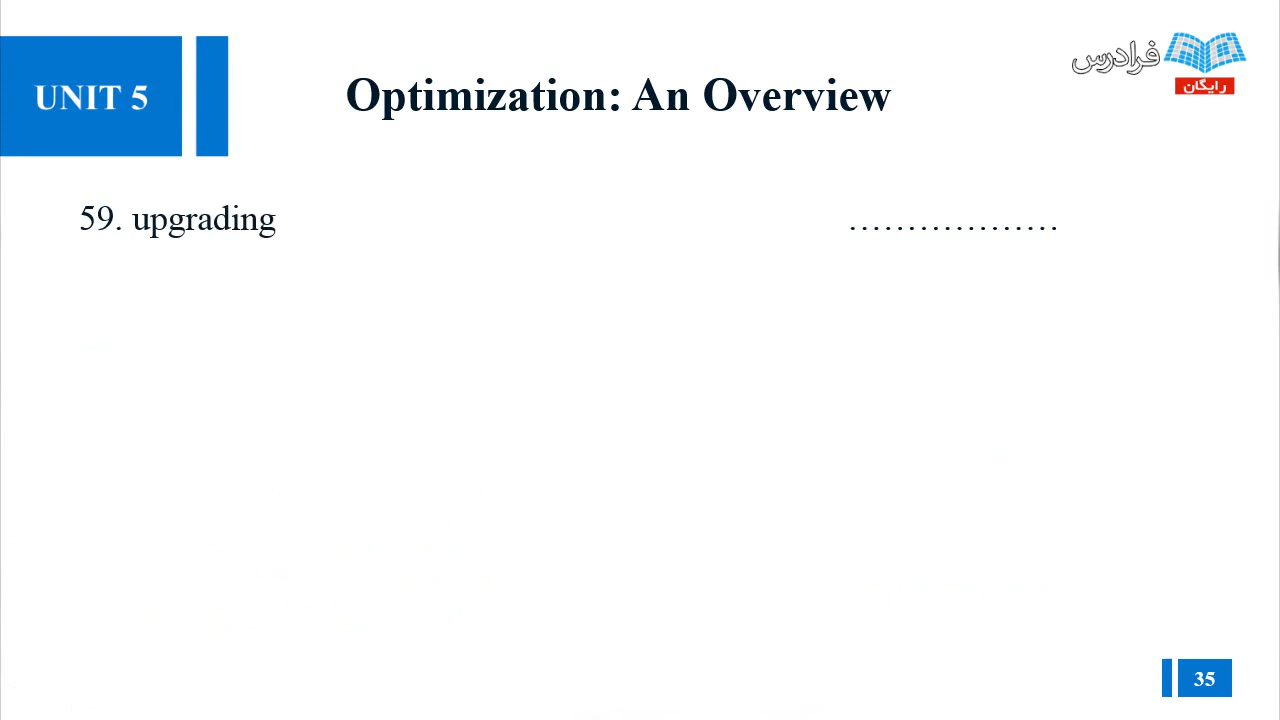 UNIT 5
Optimization: An Overview
فرادرس
رایگان
59. upgrading ..................
35